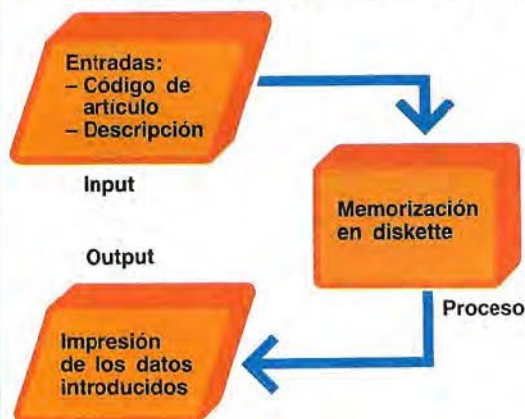 Entradas:
– Código de
artículo
– Descripción
Input
Memorización
en diskette
Proceso
Output
Impresión
de los datos
introducidos